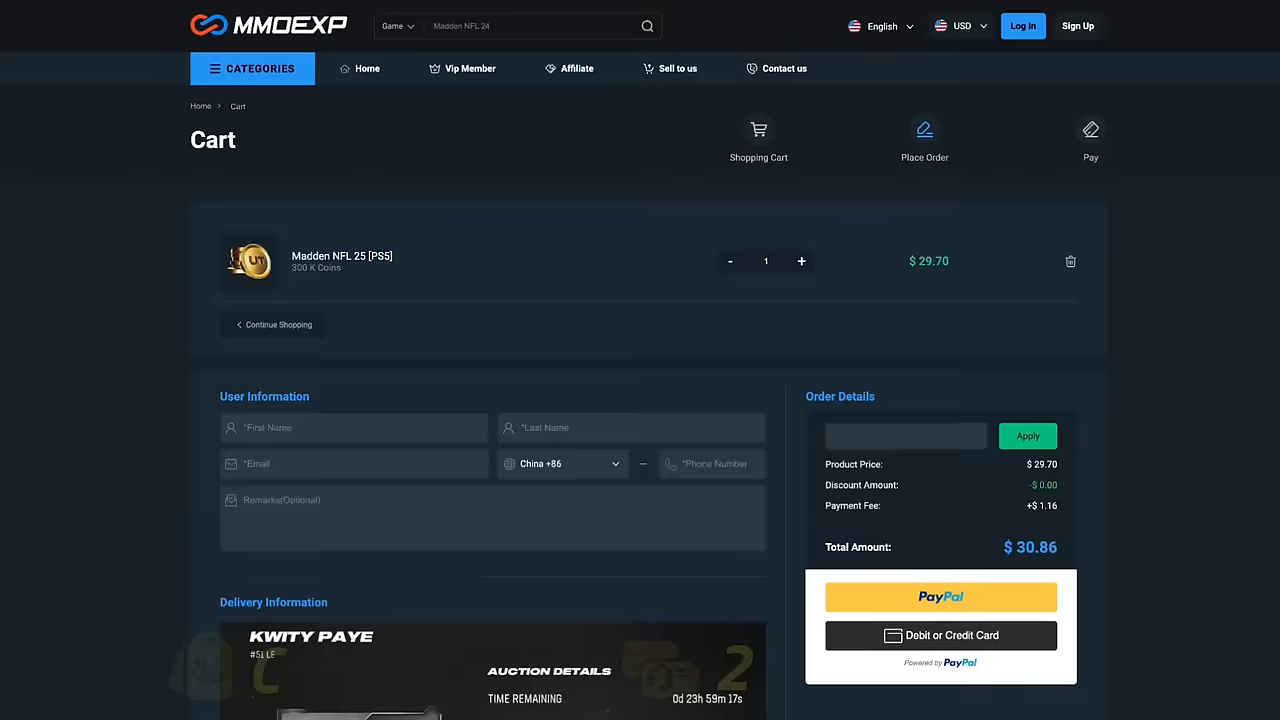 MMOEXP
Game
Madden NFL 24
English
USD
Log In
Sign Up
CATEGORIES
Home
Vip Member
Affiliate
Sell to us
Contact us
Home > Cart
Cart
Shopping Cart
Place Order
Pay
Madden NFL 25 [PS5]
300 K Coins
- 1 +
$ 29.70
UT
Continue Shopping
User Information
*First Name
*Last Name
*Email
China +86
*Phone Number
Remarks(Optional)
Order Details
Apply
Product Price: $ 29.70
Discount Amount: -$ 0.00
Payment Fee: +$ 1.16
Total Amount: $ 30.86
PayPal
Debit or Credit Card
Powered by PayPal
Delivery Information
KWITY PAYE
#51 LE
AUCTION DETAILS
TIME REMAINING 0d 23h 59m 17s
C
2